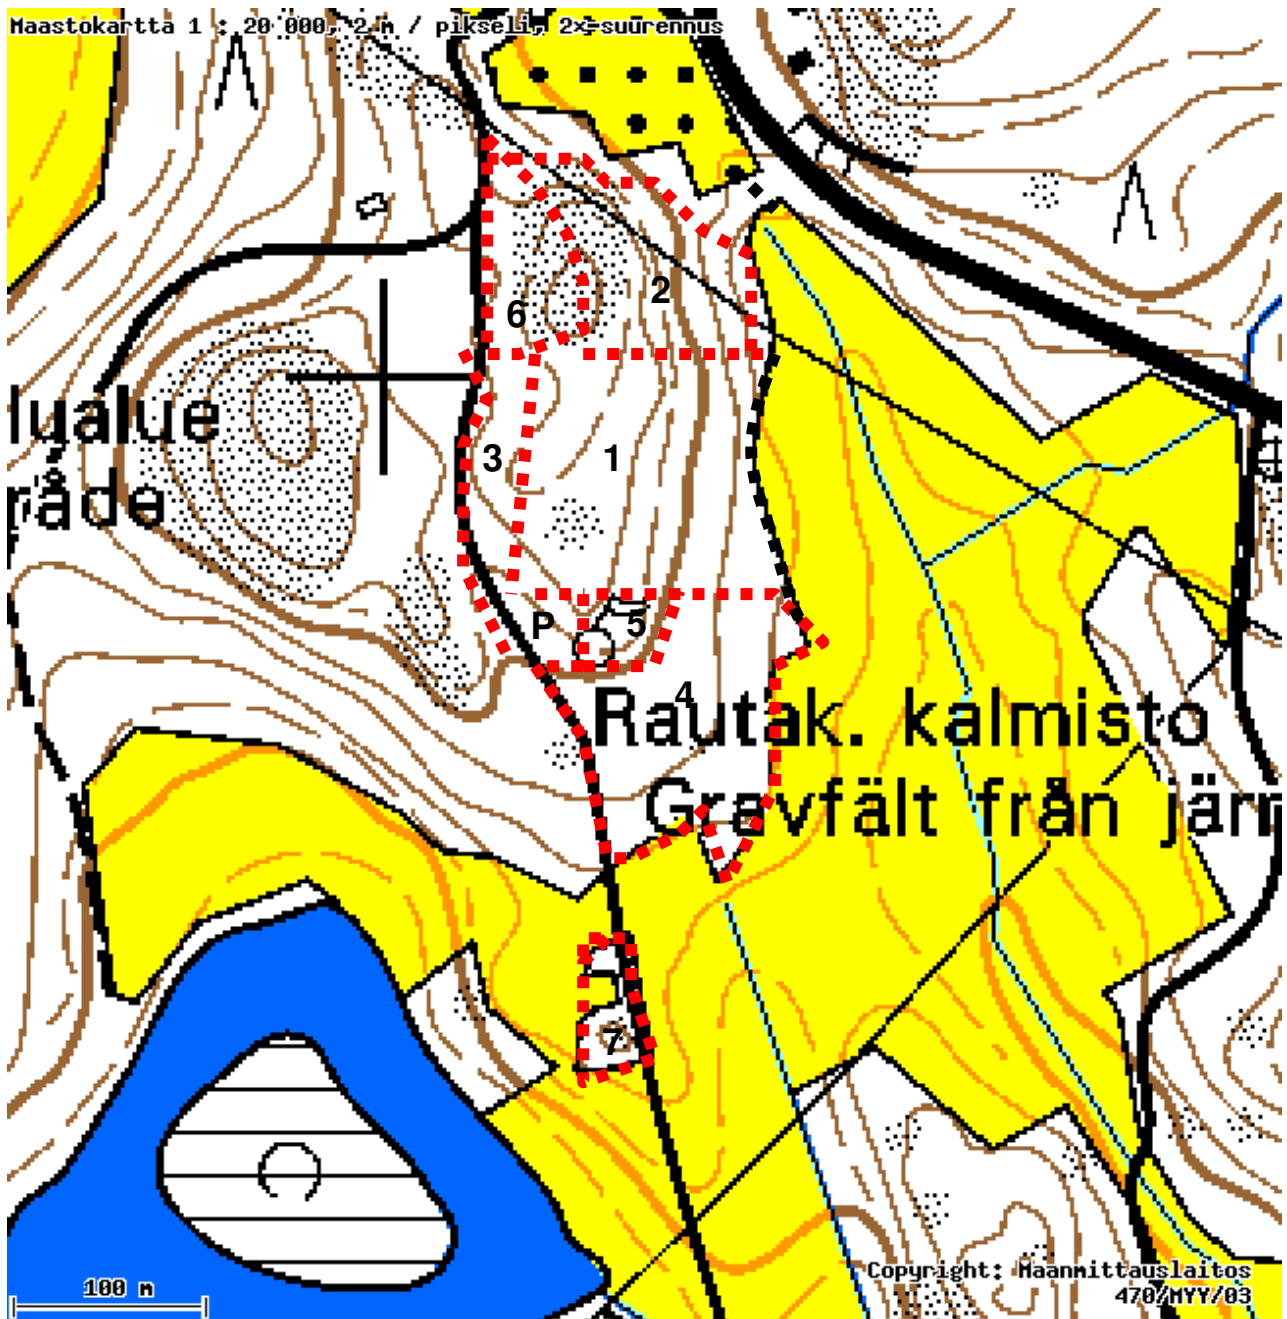 Maastokartta 1 : 20 000, 2 m / pikseli, 2x-suurennus
2
6
lualue
3
1
råde
P
5
4
Rautak. kalmisto
Gravfält från järn
7
Copyright: Maanmittauslaitos
100 m
470/MYY/03